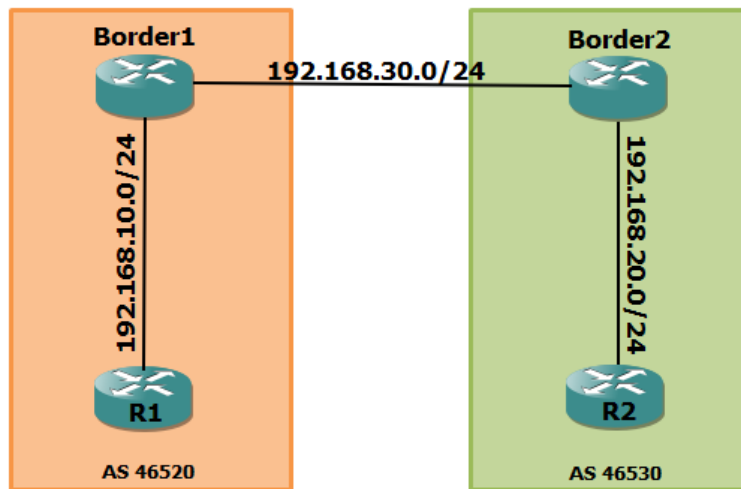 Border1
Border2
192.168.30.0/24
192.168.10.0/24
192.168.20.0/24
R1
R2
AS 46520
AS 46530